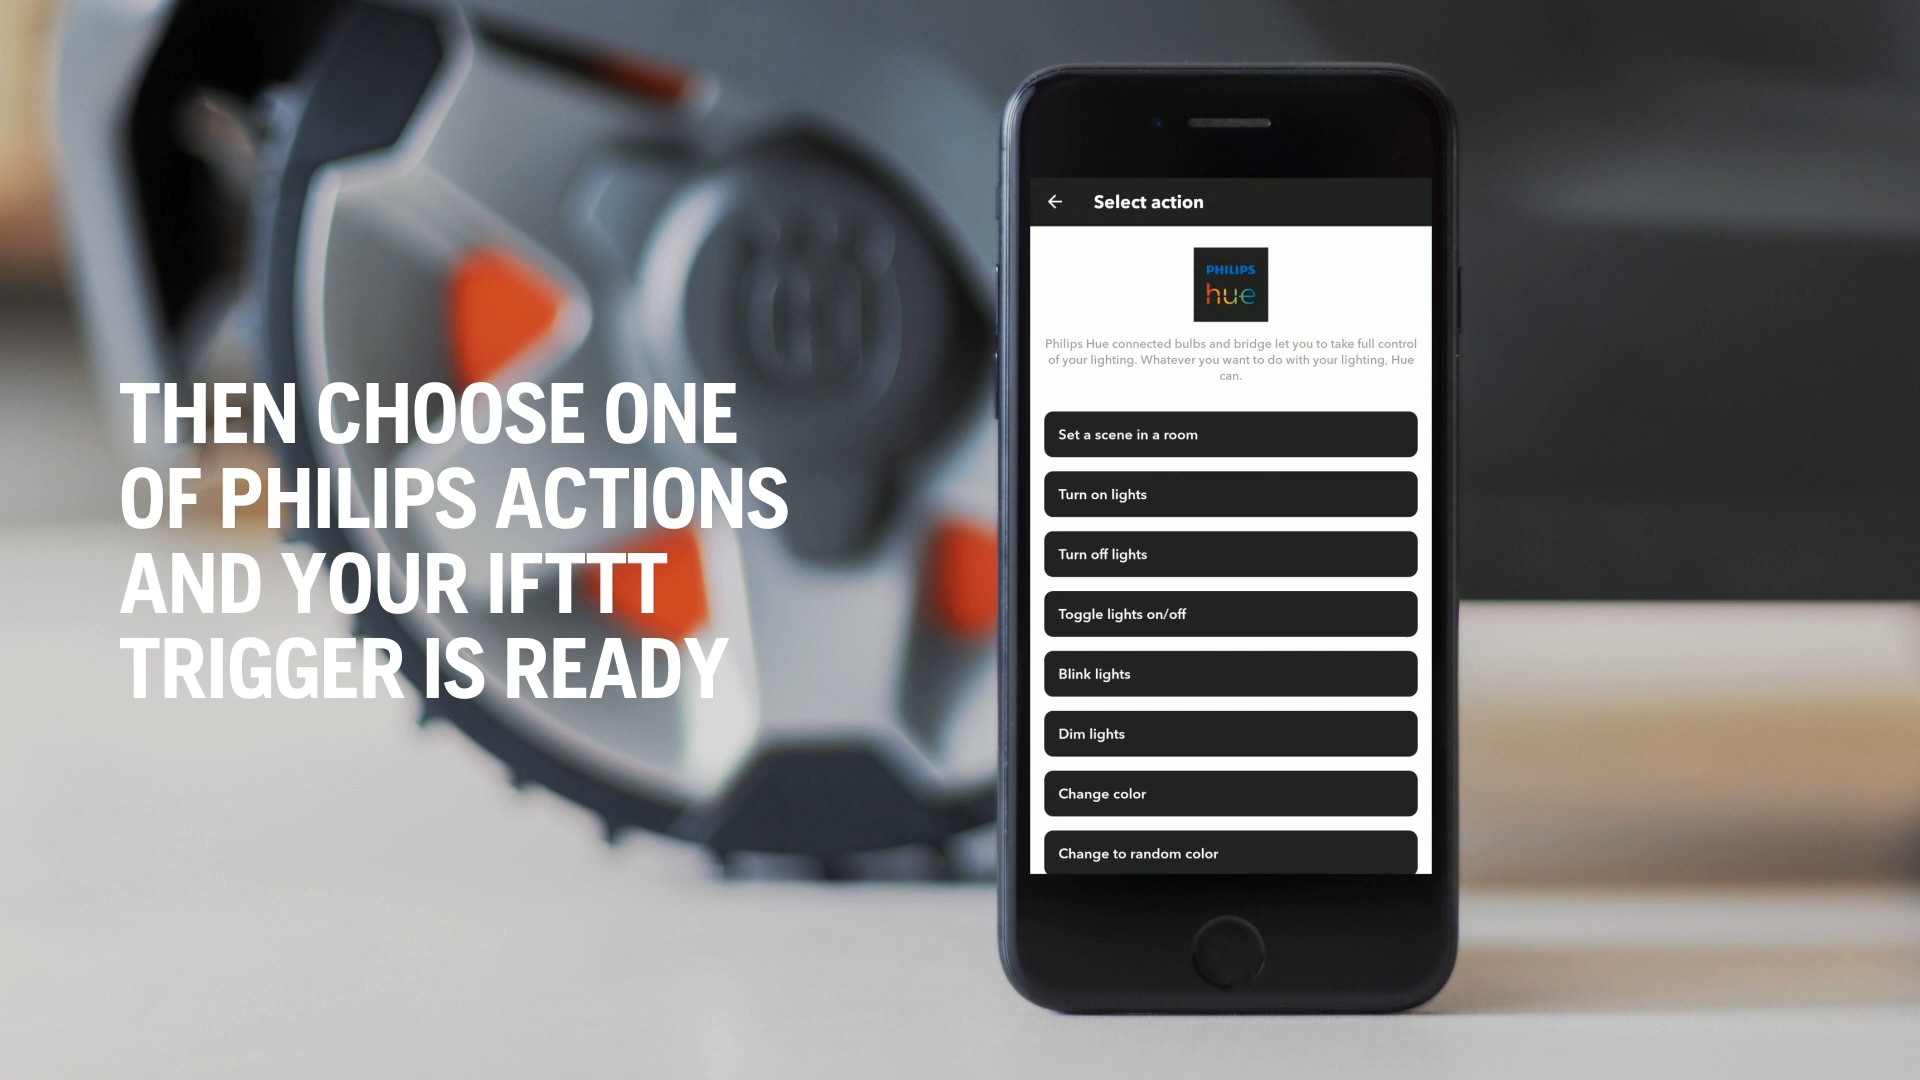 THEN CHOOSE ONE
OF PHILIPS ACTIONS
AND YOUR IFTTT
TRIGGER IS READY
Select action
PHILIPS
hue
Philips Hue connected bulbs and bridge let you to take full control
of your lighting. Whatever you want to do with your lighting, Hue
can.
Set a scene in a room
Turn on lights
Turn off lights
Toggle lights on/off
Blink lights
Dim lights
Change color
Change to random color